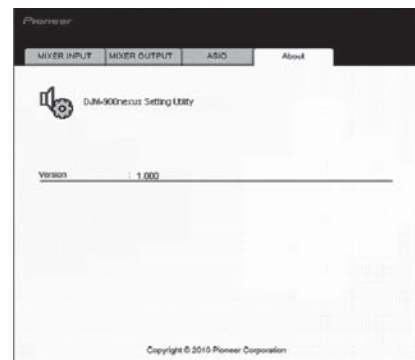 Pioneer
MIXER INPUT MIXER OUTPUT ASIO About
DJM-900nexus Setting Utility
Version : 1.000
Copyright © 2010 Pioneer Corporation